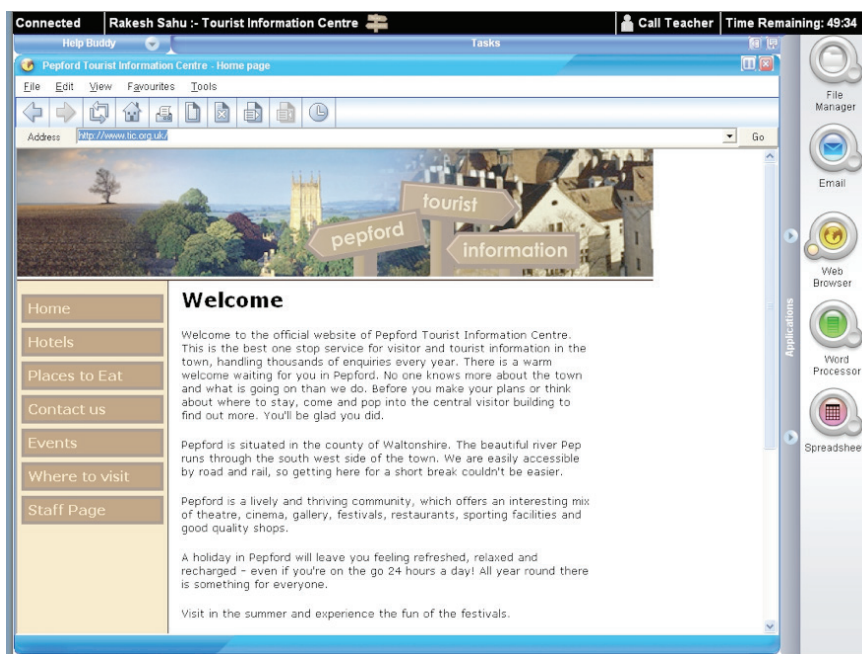 Connected Rakesh Sahu :- Tourist Information Centre Call Teacher Time Remaining: 49:34
Help Buddy Tasks
Pepford Tourist Information Centre - Home page
File Edit View Favourites Tools
Address http://www.tic.org.uk/ Go
pepford
tourist
information
Home
Hotels
Places to Eat
Contact us
Events
Where to visit
Staff Page
Welcome
Welcome to the official website of Pepford Tourist Information Centre.
This is the best one stop service for visitor and tourist information in the
town, handling thousands of enquiries every year. There is a warm
welcome waiting for you in Pepford. No one knows more about the town
and what is going on than we do. Before you make your plans or think
about where to stay, come and pop into the central visitor building to
find out more. You'll be glad you did.
Pepford is situated in the county of Waltonshire. The beautiful river Pep
runs through the south west side of the town. We are easily accessible
by road and rail, so getting here for a short break couldn't be easier.
Pepford is a lively and thriving community, which offers an interesting mix
of theatre, cinema, gallery, festivals, restaurants, sporting facilities and
good quality shops.
A holiday in Pepford will leave you feeling refreshed, relaxed and
recharged – even if you're on the go 24 hours a day! All year round there
is something for everyone.
Visit in the summer and experience the fun of the festivals.
Applications
File
Manager
Email
Web
Browser
Word
Processor
Spreadshee